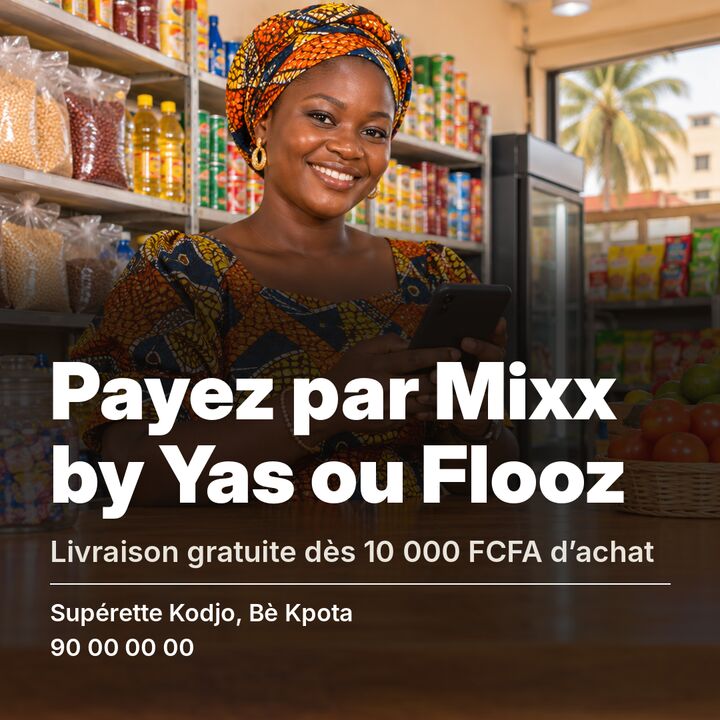 Payez par Mixx
by Yas ou Flooz
Livraison gratuite dès 10 000 FCFA d’achat
Supérette Kodjo, Bè Kpota
90 00 00 00